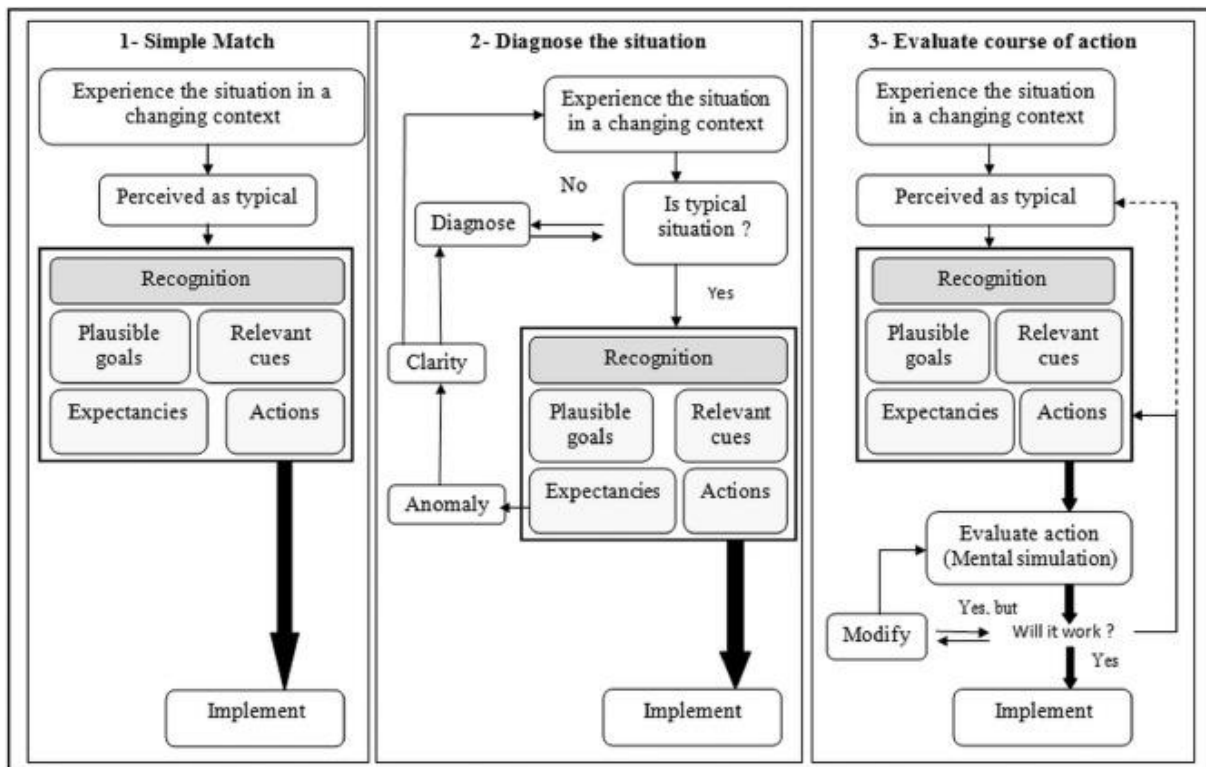 1- Simple Match
Experience the situation in a
changing context
Perceived as typical
Recognition
Plausible
goals
Relevant
cues
Expectancies
Actions
Implement
2- Diagnose the situation
Experience the situation
in a changing context
No
Is typical
situation ?
Diagnose
Yes
Clarity
Recognition
Plausible
goals
Relevant
cues
Anomaly
Expectancies
Actions
Implement
3- Evaluate course of action
Experience the situation
in a changing context
Perceived as typical
Recognition
Plausible
goals
Relevant
cues
Expectancies
Actions
Evaluate action
(Mental simulation)
Yes. but
Modify
Will it work ?
Yes
Implement